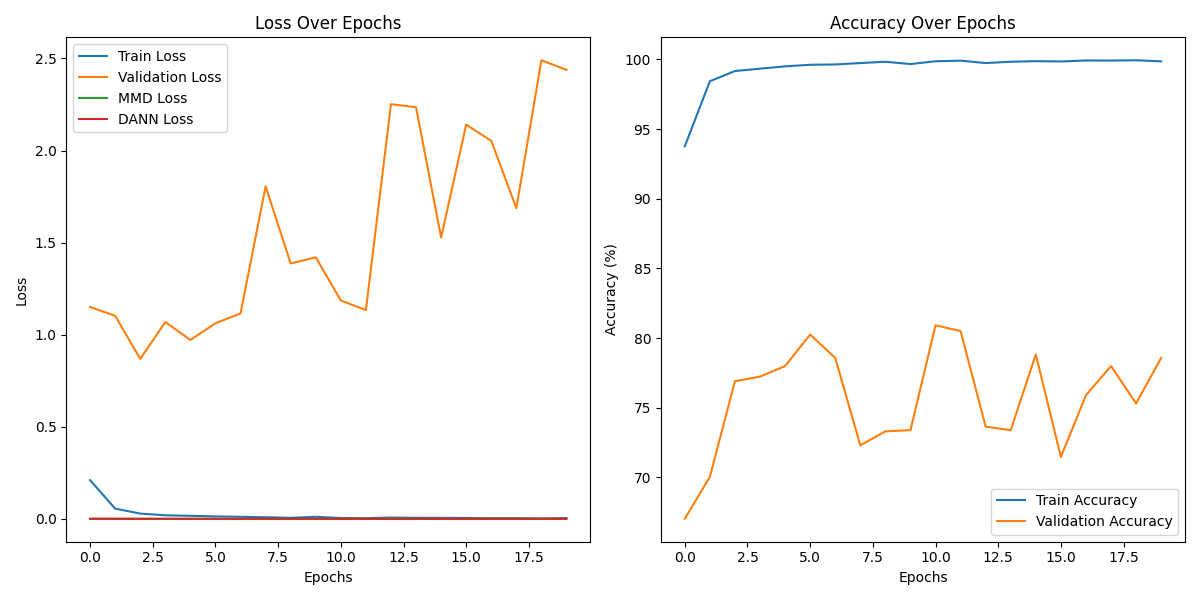 Loss Over Epochs
Train Loss
Validation Loss
MMD Loss
DANN Loss
2.5
2.0
1.5
1.0
0.5
0.0
Loss
0.0 2.5 5.0 7.5 10.0 12.5 15.0 17.5
Epochs
Accuracy Over Epochs
100
95
90
85
80
75
70
Accuracy (%)
Train Accuracy
Validation Accuracy
0.0 2.5 5.0 7.5 10.0 12.5 15.0 17.5
Epochs